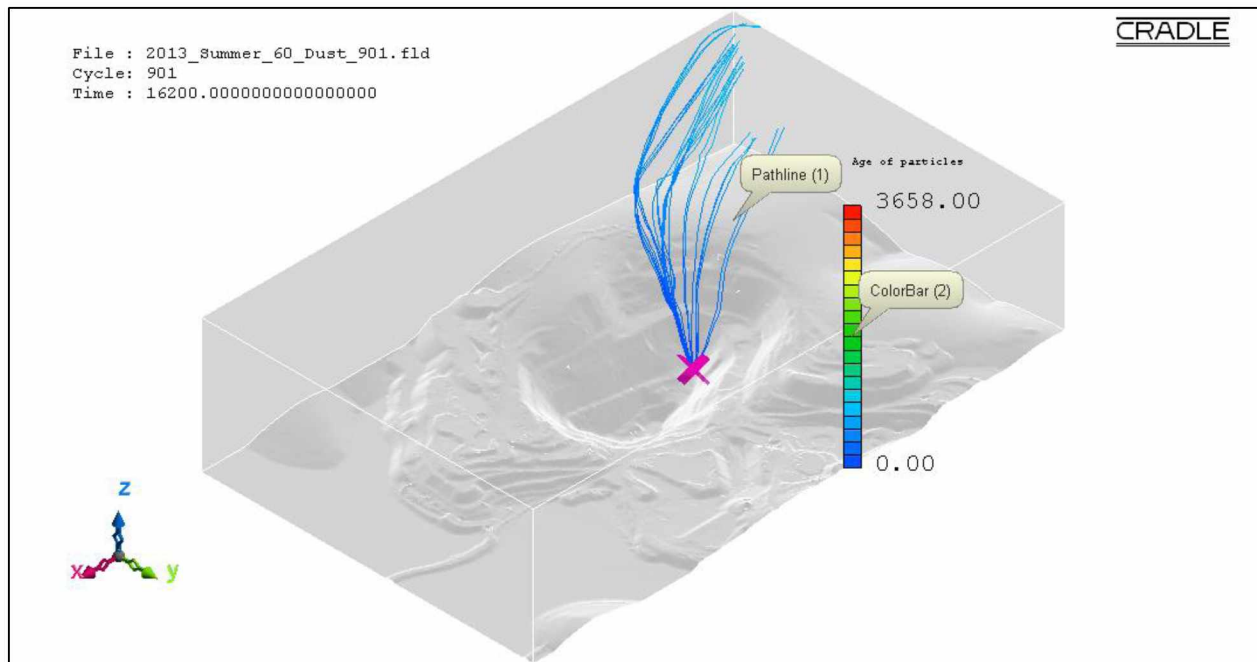 File : 2013_Summer_60_Dust_901.fld
Cycle: 901
Time : 16200.0000000000000000
CRADLE
Pathline (1)
Age of particles
3658.00
ColorBar (2)
0.00
z
x
y